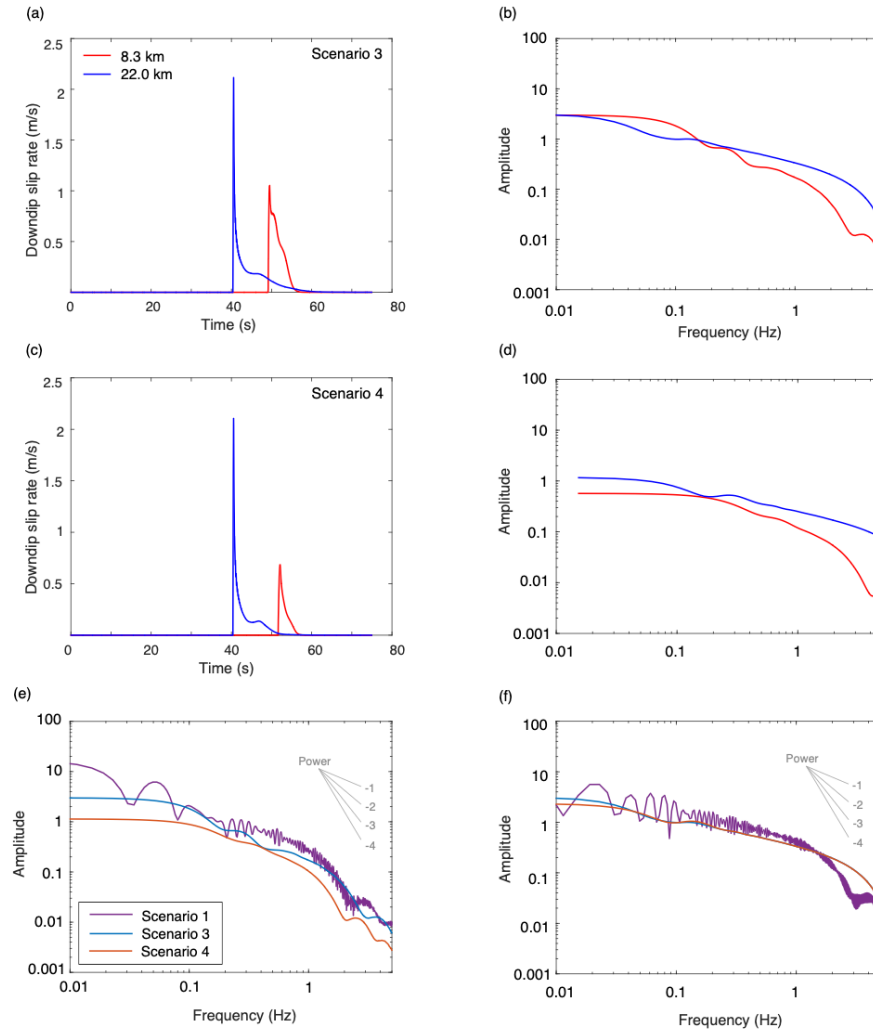 (a)
2.5
2
1.5
1
0.5
0
20
40
60
80
8.3 km
22.0 km
Scenario 3
Downdip slip rate (m/s)
Time (s)
(b)
100
10
1
0.1
0.01
0.001
0.01
0.1
1
Amplitude
Frequency (Hz)
(c)
2.5
2
1.5
1
0.5
0
20
40
60
80
Scenario 4
Downdip slip rate (m/s)
Time (s)
(d)
100
10
1
0.1
0.01
0.001
0.01
0.1
1
Amplitude
(e)
100
10
1
0.1
0.01
0.001
0.01
0.1
1
Amplitude
Power
-1
-2
-3
-4
Scenario 1
Scenario 3
Scenario 4
Frequency (Hz)
(f)
100
10
1
0.1
0.01
0.001
0.01
0.1
1
Amplitude
Power
-1
-2
-3
-4
Frequency (Hz)